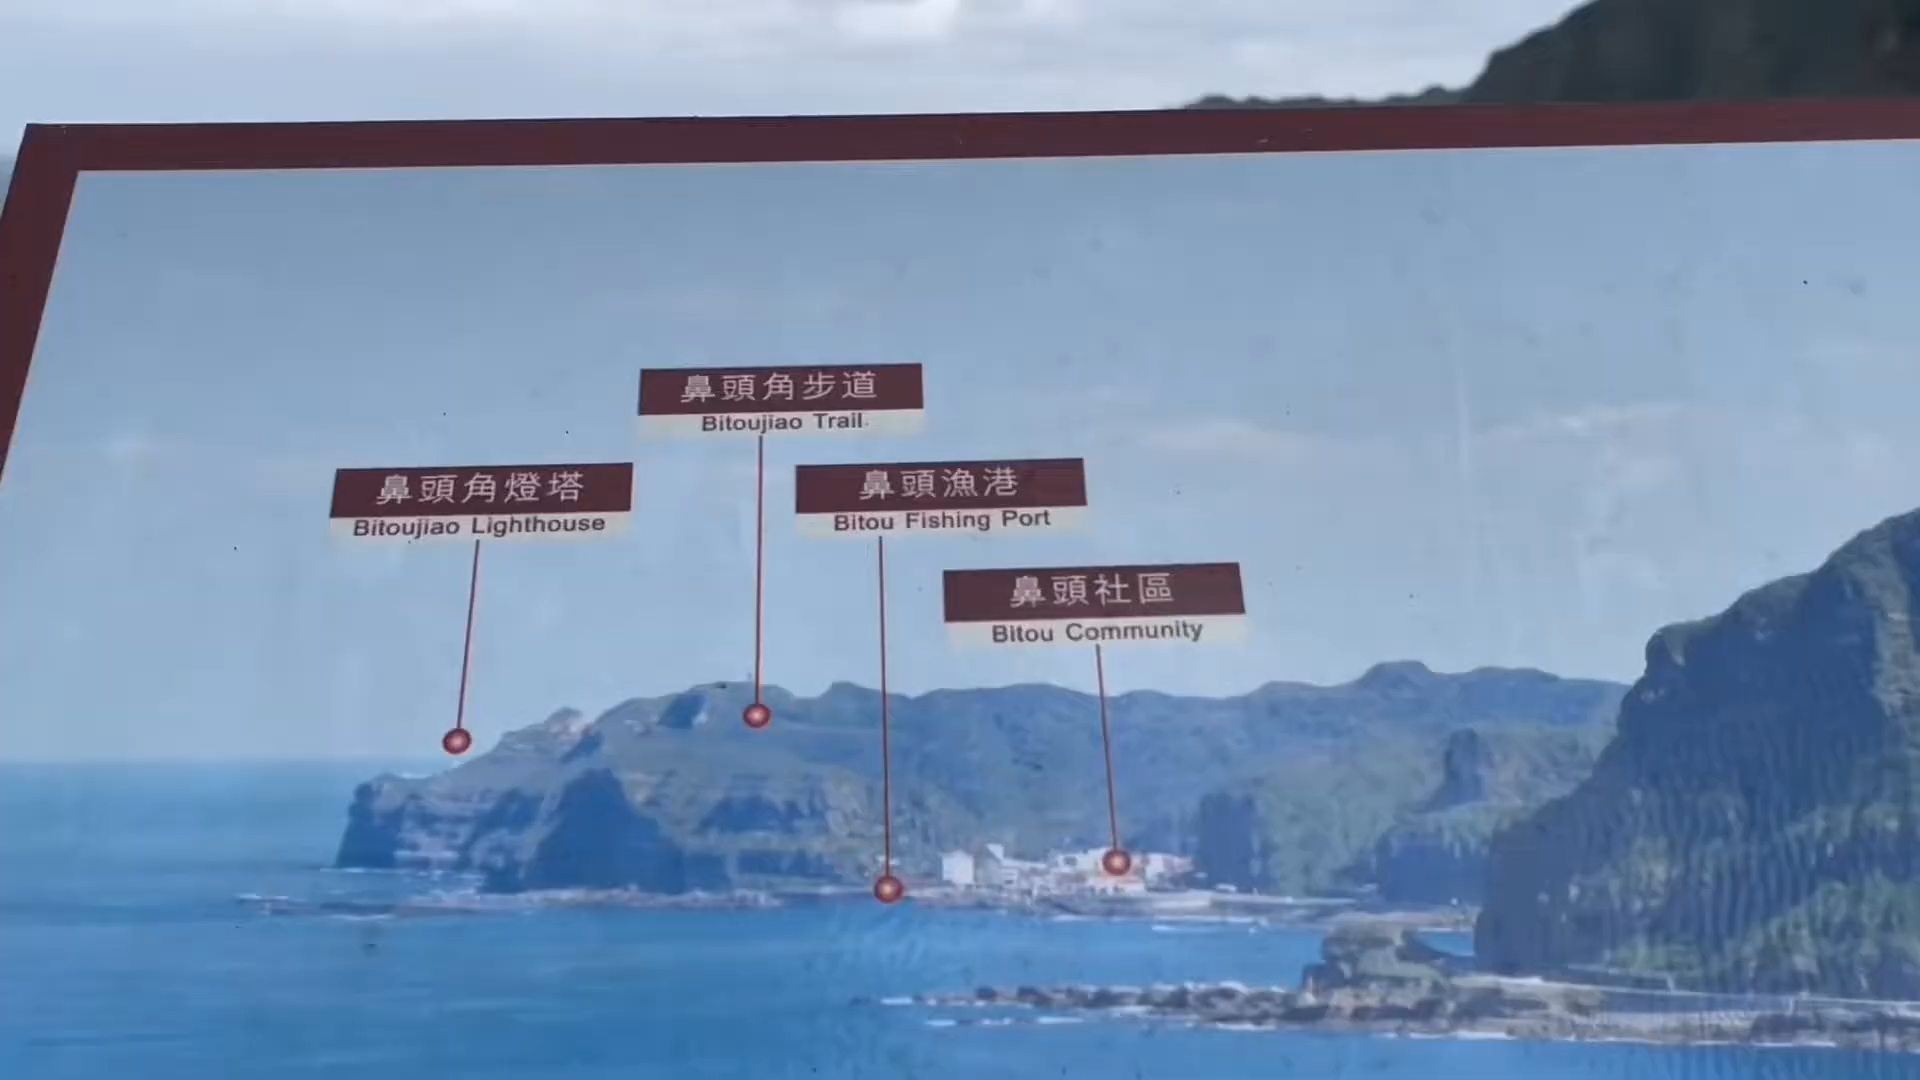 鼻頭角步道
Bitoujiao Trail
鼻頭角燈塔
Bitoujiao Lighthouse
鼻頭漁港
Bitou Fishing Port
鼻頭社區
Bitou Community